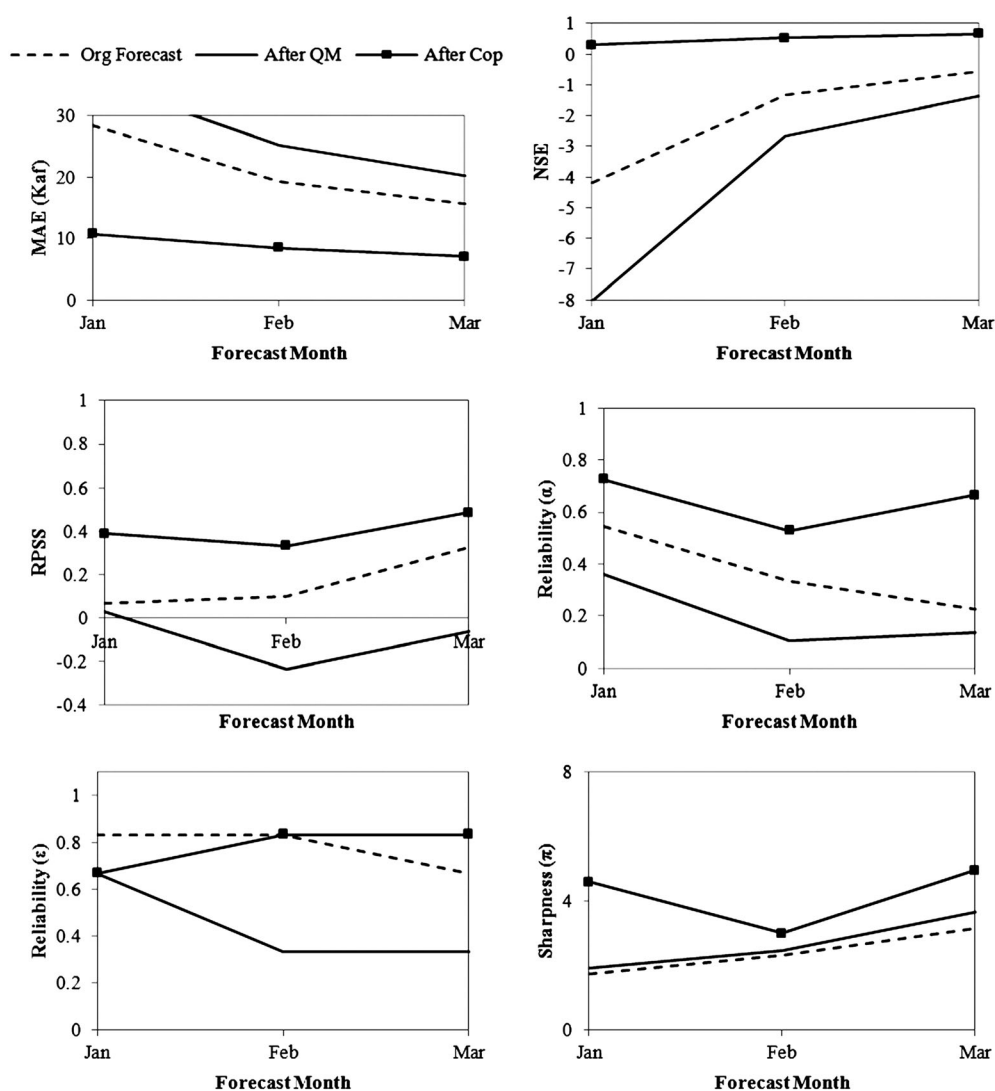 Org Forecast After QM After Cop
MAE (Kaf)
30
20
10
0
Jan Feb Mar
Forecast Month
NSE
1
0
-1
-2
-3
-4
-5
-6
-7
-8
Jan Feb Mar
Forecast Month
RPSS
1
0.8
0.6
0.4
0.2
0
-0.2
-0.4
Jan Feb Mar
Forecast Month
Reliability (α)
1
0.8
0.6
0.4
0.2
0
Jan Feb Mar
Forecast Month
Reliability (ε)
1
0.8
0.6
0.4
0.2
0
Jan Feb Mar
Forecast Month
Sharpness (π)
8
4
0
Jan Feb Mar
Forecast Month